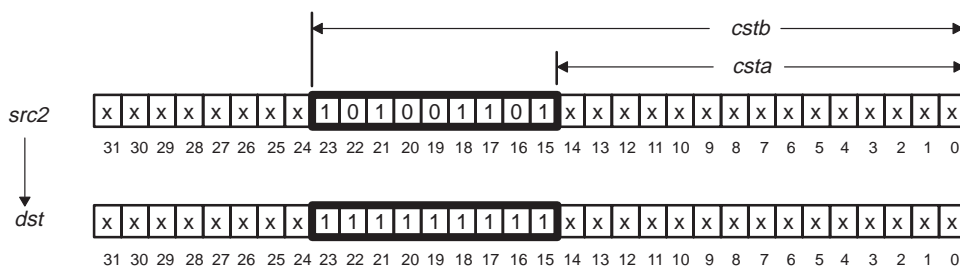 cstb
csta
src2 x x x x x x x x 1 0 1 0 0 1 1 0 1 x x x x x x x x x x x x x x x
31 30 29 28 27 26 25 24 23 22 21 20 19 18 17 16 15 14 13 12 11 10 9 8 7 6 5 4 3 2 1 0
dst x x x x x x x x 1 1 1 1 1 1 1 1 1 x x x x x x x x x x x x x x x
31 30 29 28 27 26 25 24 23 22 21 20 19 18 17 16 15 14 13 12 11 10 9 8 7 6 5 4 3 2 1 0